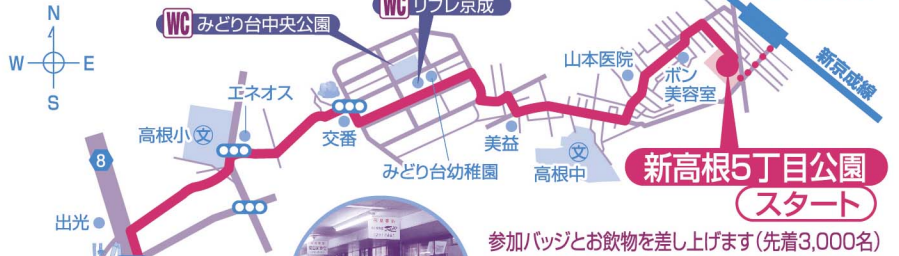 N
W E
S
WC みどり台中央公園
WC リブレ京成
エネオス
高根小 文
交番
みどり台幼稚園
美益
高根中
文
山本医院
ボン
美容室
新京成線
8
出光
新高根5丁目公園
スタート
参加バッジとお飲物を差し上げます(先着3,000名)